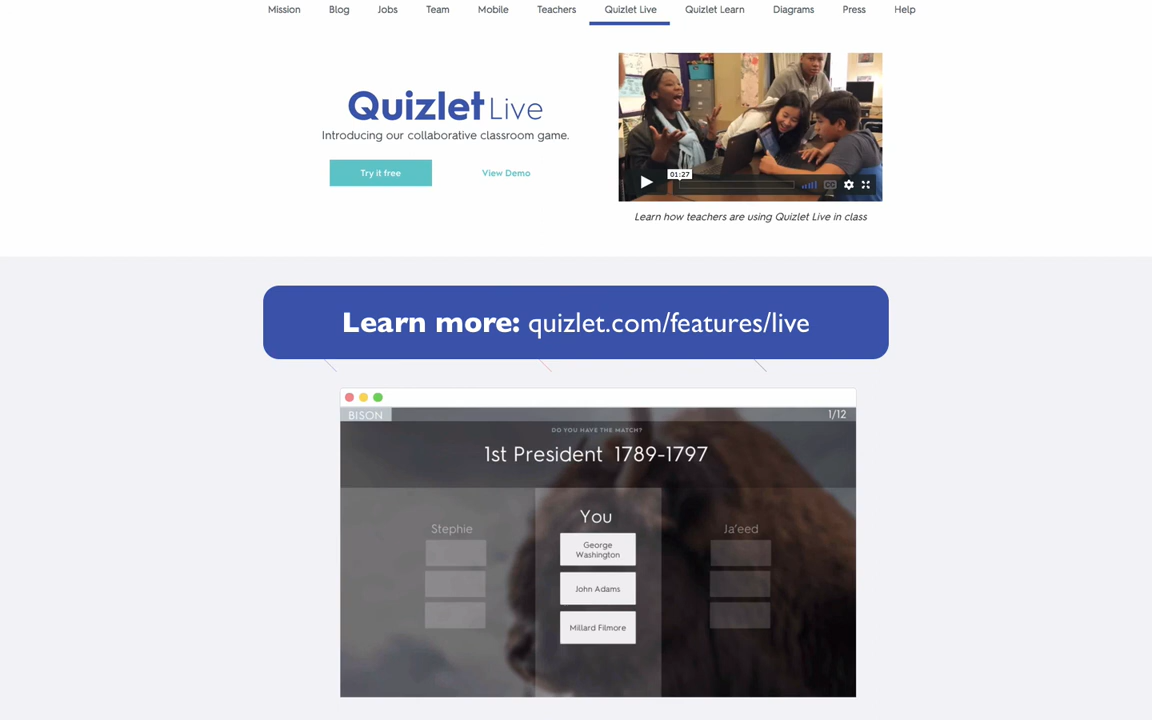 Mission Blog Jobs Team Mobile Teachers Quizlet Live Quizlet Learn Diagrams Press Help
Quizlet Live
Introducing our collaborative classroom game.
Try it free View Demo
01:27
CC
Learn how teachers are using Quizlet Live in class
Learn more: quizlet.com/features/live
BISON 1/12
DO YOU HAVE THE MATCH?
1st President 1789-1797
You
Stephie Ja'eed
George
Washington
John Adams
Millard Filmore